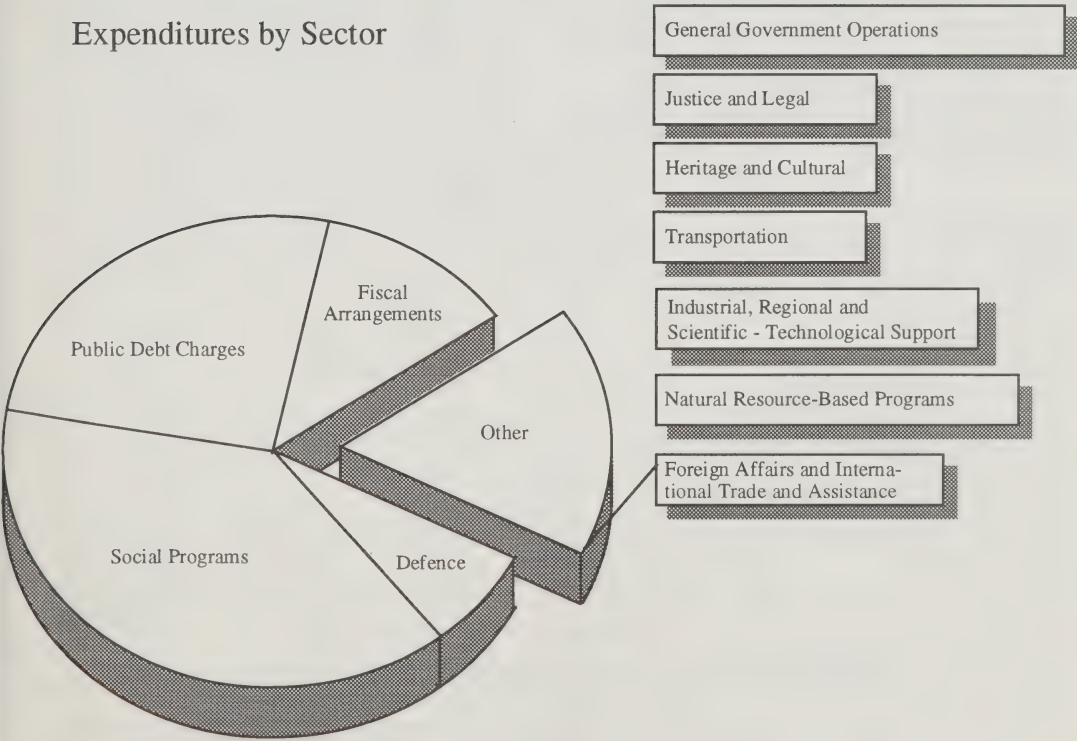 Expenditures by Sector
Fiscal
Arrangements
Public Debt Charges
Other
Social Programs
Defence
General Government Operations
Justice and Legal
Heritage and Cultural
Transportation
Industrial, Regional and
Scientific - Technological Support
Natural Resource-Based Programs
Foreign Affairs and Interna-
tional Trade and Assistance